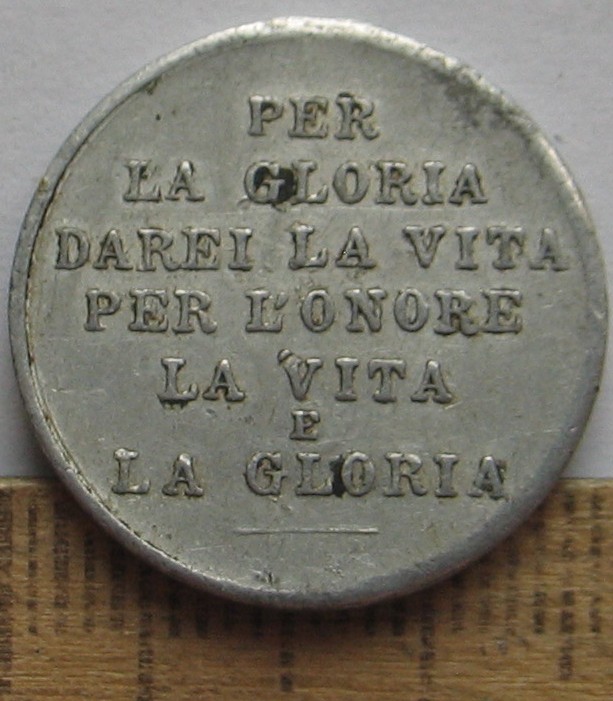 PER
LA GLORIA
DAREI LA VITA
PER L'ONORE
LA VITA
E
LA GLORIA